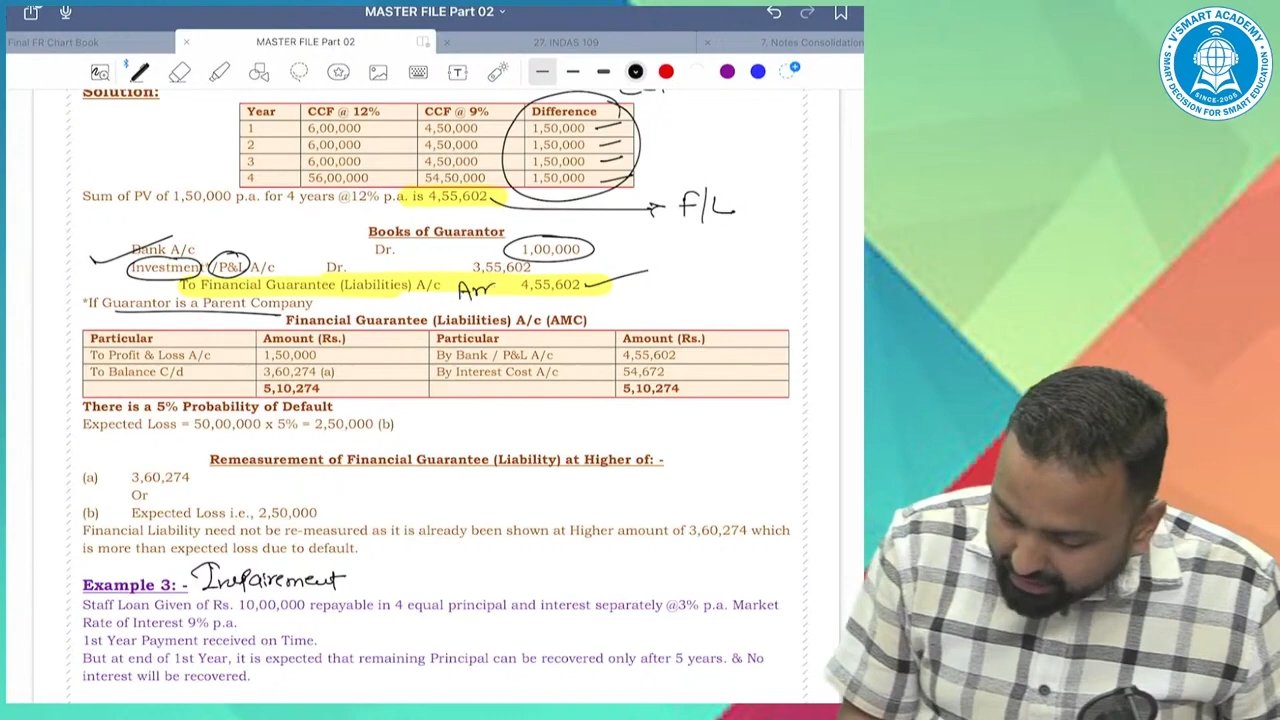 MASTER FILE Part 02
Final FR Chart Book
MASTER FILE Part 02
27. INDAS 109
7. Notes Consolidation
Solution:
Year CCF @ 12% CCF @ 9% Difference
1 6,00,000 4,50,000 1,50,000
2 6,00,000 4,50,000 1,50,000
3 6,00,000 4,50,000 1,50,000
4 56,00,000 54,50,000 1,50,000
Sum of PV of 1,50,000 p.a. for 4 years @12% p.a. is 4,55,602
F/L
Books of Guarantor
Bank A/c Dr. 1,00,000
Investment*/P&L A/c Dr. 3,55,602
To Financial Guarantee (Liabilities) A/c 4,55,602
*If Guarantor is a Parent Company
Financial Guarantee (Liabilities) A/c (AMC)
Particular Amount (Rs.) Particular Amount (Rs.)
To Profit & Loss A/c 1,50,000 By Bank / P&L A/c 4,55,602
To Balance C/d 3,60,274 (a) By Interest Cost A/c 54,672
5,10,274 5,10,274
There is a 5% Probability of Default
Expected Loss = 50,00,000 x 5% = 2,50,000 (b)
Remeasurement of Financial Guarantee (Liability) at Higher of: -
(a) 3,60,274
Or
(b) Expected Loss i.e., 2,50,000
Financial Liability need not be re-measured as it is already been shown at Higher amount of 3,60,274 which
is more than expected loss due to default.
Example 3: - Impairement
Staff Loan Given of Rs. 10,00,000 repayable in 4 equal principal and interest separately @3% p.a. Market
Rate of Interest 9% p.a.
1st Year Payment received on Time.
But at end of 1st Year, it is expected that remaining Principal can be recovered only after 5 years. & No
interest will be recovered.
V'SMART ACADEMY
SINCE-2005
SMART DECISION FOR SMART EDUCATION